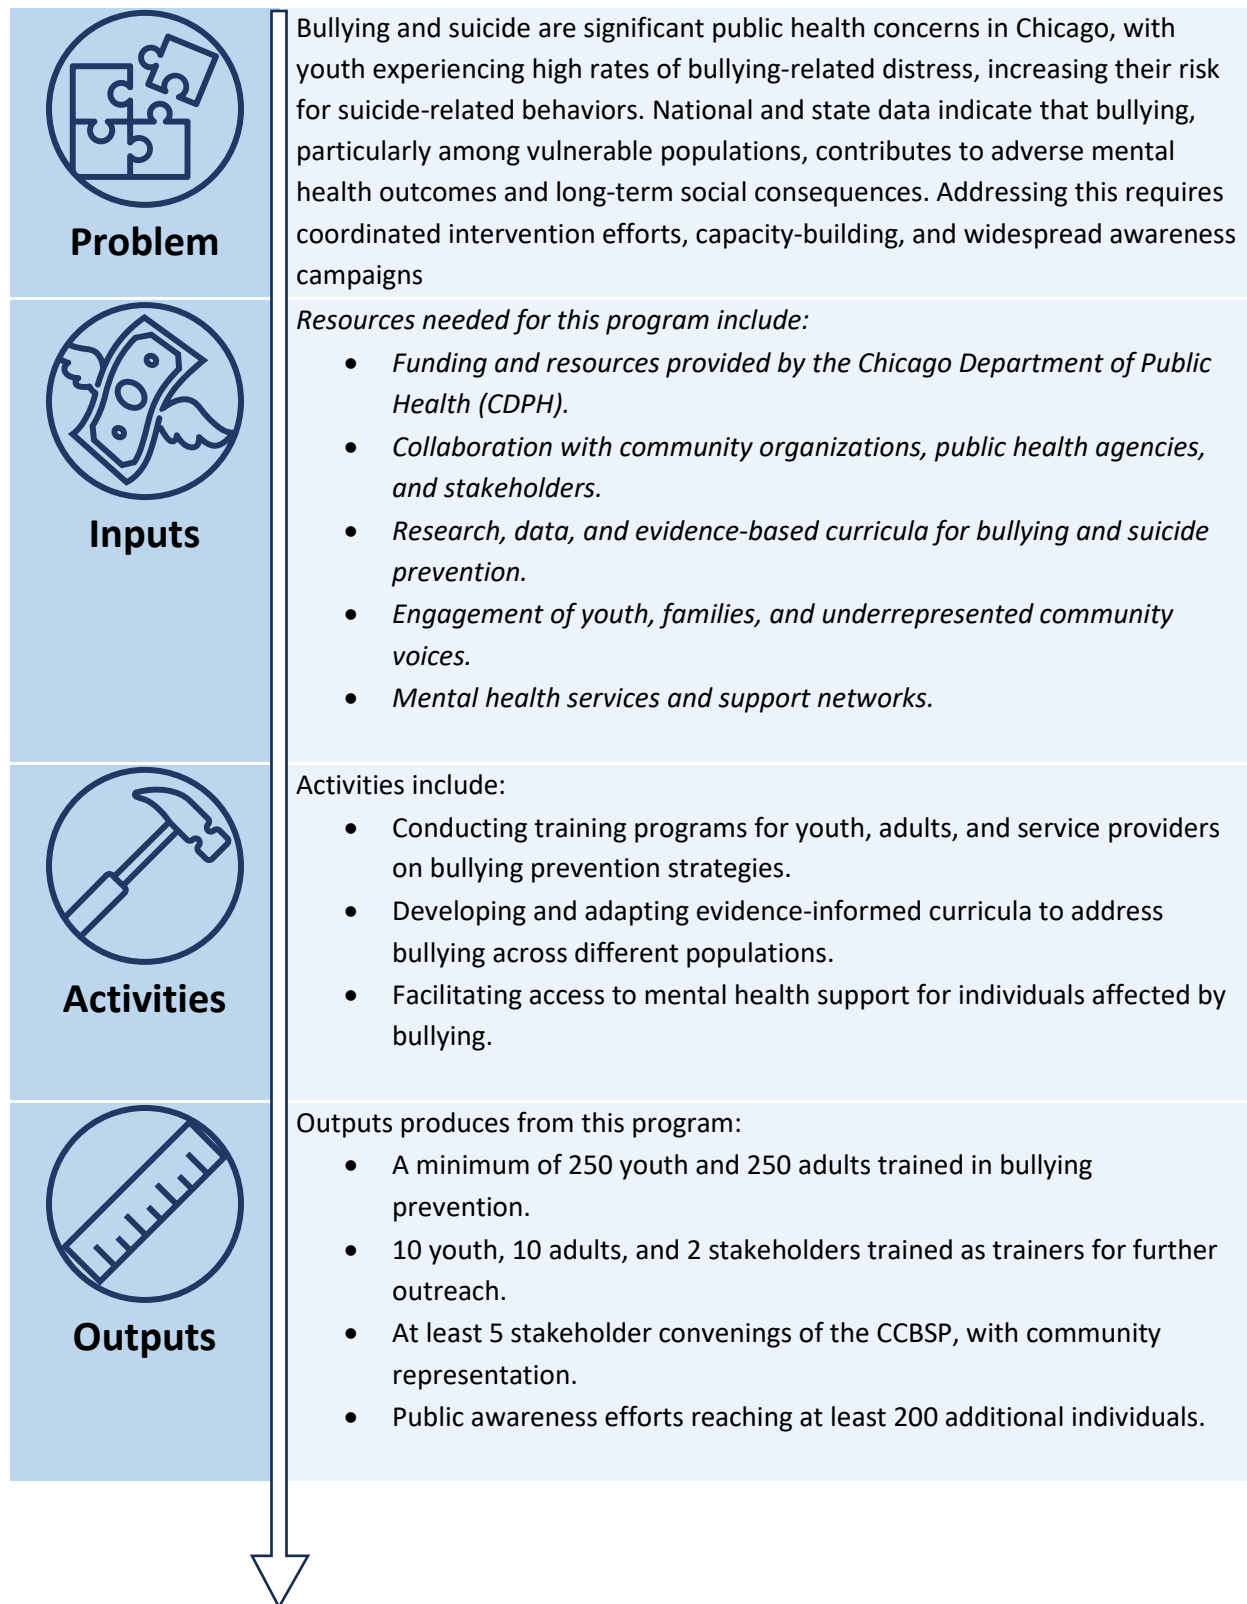 Problem
Bullying and suicide are significant public health concerns in Chicago, with
youth experiencing high rates of bullying-related distress, increasing their risk
for suicide-related behaviors. National and state data indicate that bullying,
particularly among vulnerable populations, contributes to adverse mental
health outcomes and long-term social consequences. Addressing this requires
coordinated intervention efforts, capacity-building, and widespread awareness
campaigns
Inputs
Resources needed for this program include:
• Funding and resources provided by the Chicago Department of Public
Health (CDPH).
• Collaboration with community organizations, public health agencies,
and stakeholders.
• Research, data, and evidence-based curricula for bullying and suicide
prevention.
• Engagement of youth, families, and underrepresented community
voices.
• Mental health services and support networks.
Activities
Activities include:
• Conducting training programs for youth, adults, and service providers
on bullying prevention strategies.
• Developing and adapting evidence-informed curricula to address
bullying across different populations.
• Facilitating access to mental health support for individuals affected by
bullying.
Outputs
Outputs produces from this program:
• A minimum of 250 youth and 250 adults trained in bullying
prevention.
• 10 youth, 10 adults, and 2 stakeholders trained as trainers for further
outreach.
• At least 5 stakeholder convenings of the CCBSP, with community
representation.
• Public awareness efforts reaching at least 200 additional individuals.